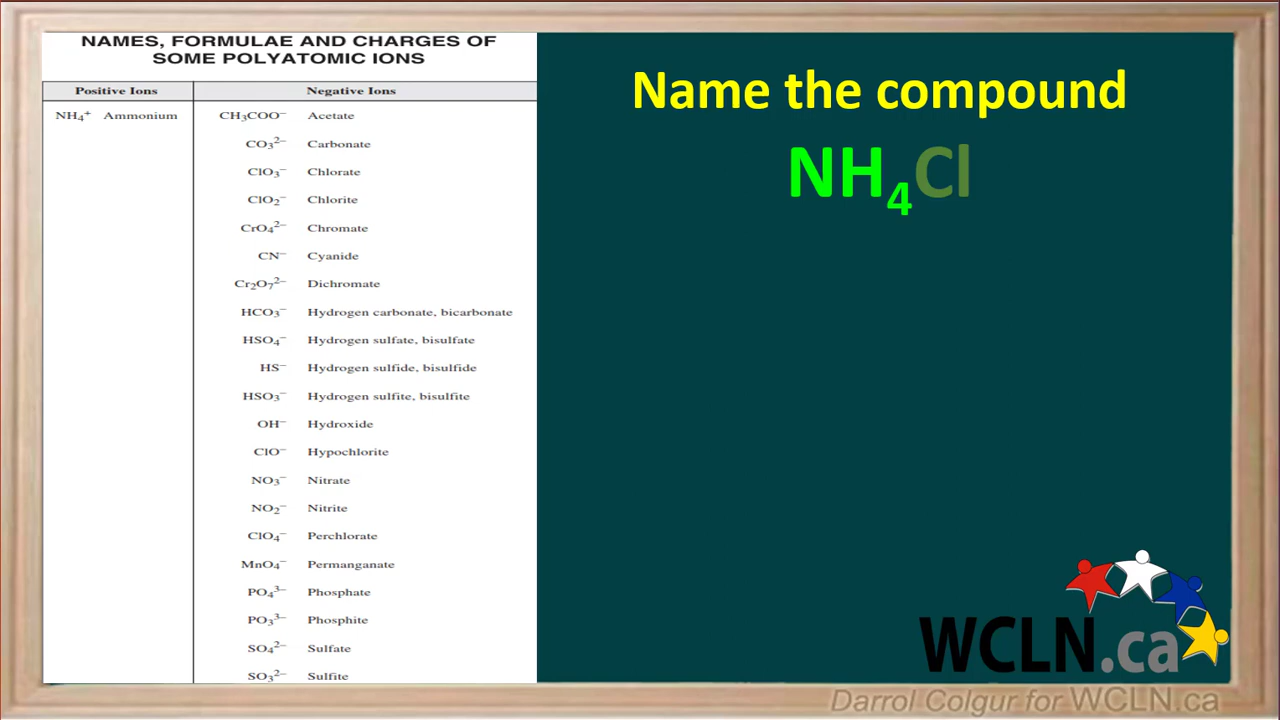 NAMES, FORMULAE AND CHARGES OF
SOME POLYATOMIC IONS
Positive Ions Negative Ions
NH₄⁺ Ammonium CH₃COO⁻ Acetate
CO₃²⁻ Carbonate
ClO₃⁻ Chlorate
ClO₂⁻ Chlorite
CrO₄²⁻ Chromate
CN⁻ Cyanide
Cr₂O₇²⁻ Dichromate
HCO₃⁻ Hydrogen carbonate, bicarbonate
HSO₄⁻ Hydrogen sulfate, bisulfate
HS⁻ Hydrogen sulfide, bisulfide
HSO₃⁻ Hydrogen sulfite, bisulfite
OH⁻ Hydroxide
ClO⁻ Hypochlorite
NO₃⁻ Nitrate
NO₂⁻ Nitrite
ClO₄⁻ Perchlorate
MnO₄⁻ Permanganate
PO₄³⁻ Phosphate
PO₃³⁻ Phosphite
SO₄²⁻ Sulfate
SO₃²⁻ Sulfite
Name the compound
NH₄Cl
WCLN.ca
Darrol Colgur for WCLN.ca